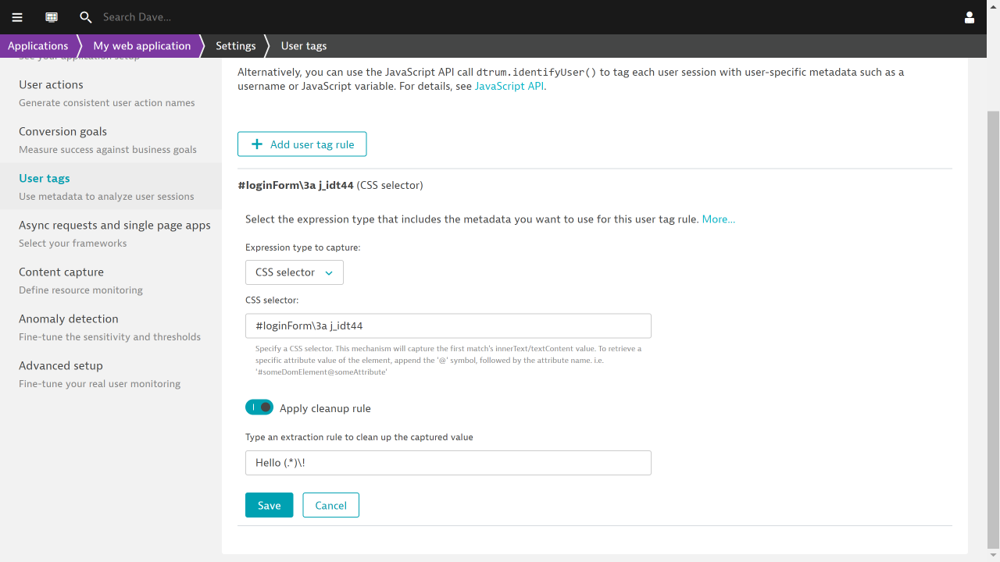 Search Dave...
Applications
My web application
Settings
User tags
See your application setup
User actions
Generate consistent user action names
Conversion goals
Measure success against business goals
User tags
Use metadata to analyze user sessions
Async requests and single page apps
Select your frameworks
Content capture
Define resource monitoring
Anomaly detection
Fine-tune the sensitivity and thresholds
Advanced setup
Fine-tune your real user monitoring
Alternatively, you can use the JavaScript API call dtrum.identifyUser() to tag each user session with user-specific metadata such as a
username or JavaScript variable. For details, see JavaScript API.
Add user tag rule
#loginForm\3a j_idt44 (CSS selector)
Select the expression type that includes the metadata you want to use for this user tag rule. More...
Expression type to capture:
CSS selector
CSS selector:
#loginForm\3a j_idt44
Specify a CSS selector. This mechanism will capture the first match's innerText/textContent value. To retrieve a
specific attribute value of the element, append the '@' symbol, followed by the attribute name. i.e.
'#someDomElement@someAttribute'
Apply cleanup rule
Type an extraction rule to clean up the captured value
Hello (.*)\!
Save
Cancel